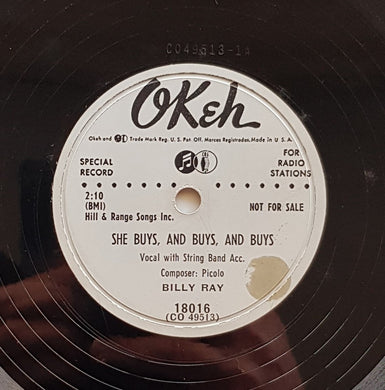 CO49513-1A
OKeh
Okeh and Trade Mark Reg. U. S. Pat. Off. Marcas Registradas. Made in U S A.
SPECIAL RECORD
FOR RADIO STATIONS
2:10
(BMI)
Hill & Range Songs Inc.
NOT FOR SALE
SHE BUYS, AND BUYS, AND BUYS
Vocal with String Band Acc.
Composer: Picolo
BILLY RAY
18016
(CO 49513)